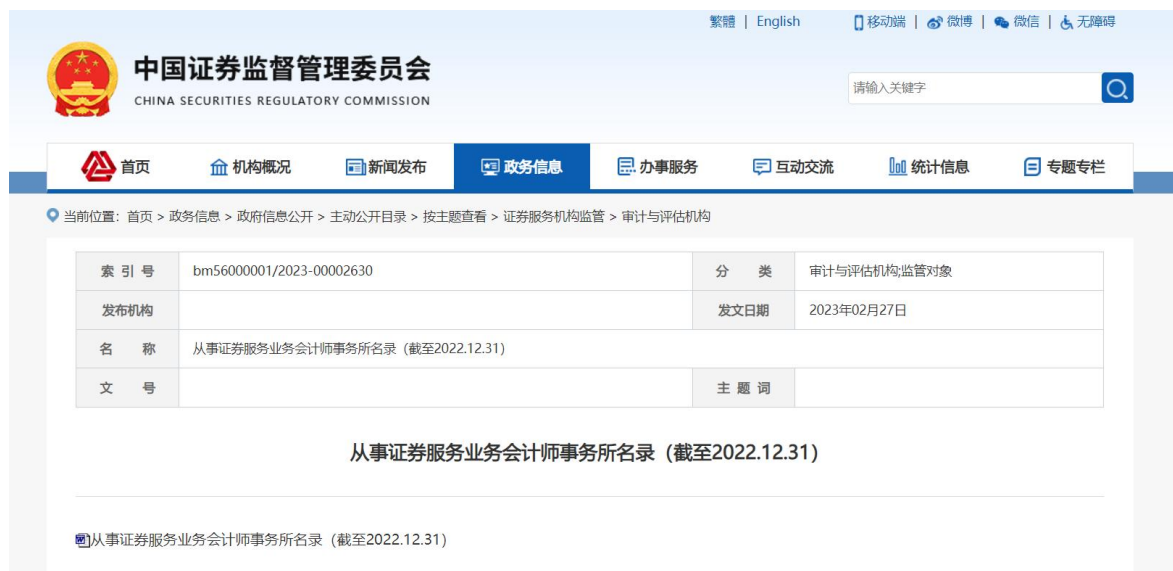 繁體 | English 移动端 | 微博 | 微信 | 无障碍
中国证券监督管理委员会
CHINA SECURITIES REGULATORY COMMISSION
请输入关键字
首页 机构概况 新闻发布 政务信息 办事服务 互动交流 统计信息 专题专栏
当前位置：首页 > 政务信息 > 政府信息公开 > 主动公开目录 > 按主题查看 > 证券服务机构监管 > 审计与评估机构
索 引 号 bm56000001/2023-00002630 分 类 审计与评估机构;监管对象
发布机构 发文日期 2023年02月27日
名 称 从事证券服务业务会计师事务所名录（截至2022.12.31）
文 号 主 题 词
从事证券服务业务会计师事务所名录（截至2022.12.31）
从事证券服务业务会计师事务所名录（截至2022.12.31）